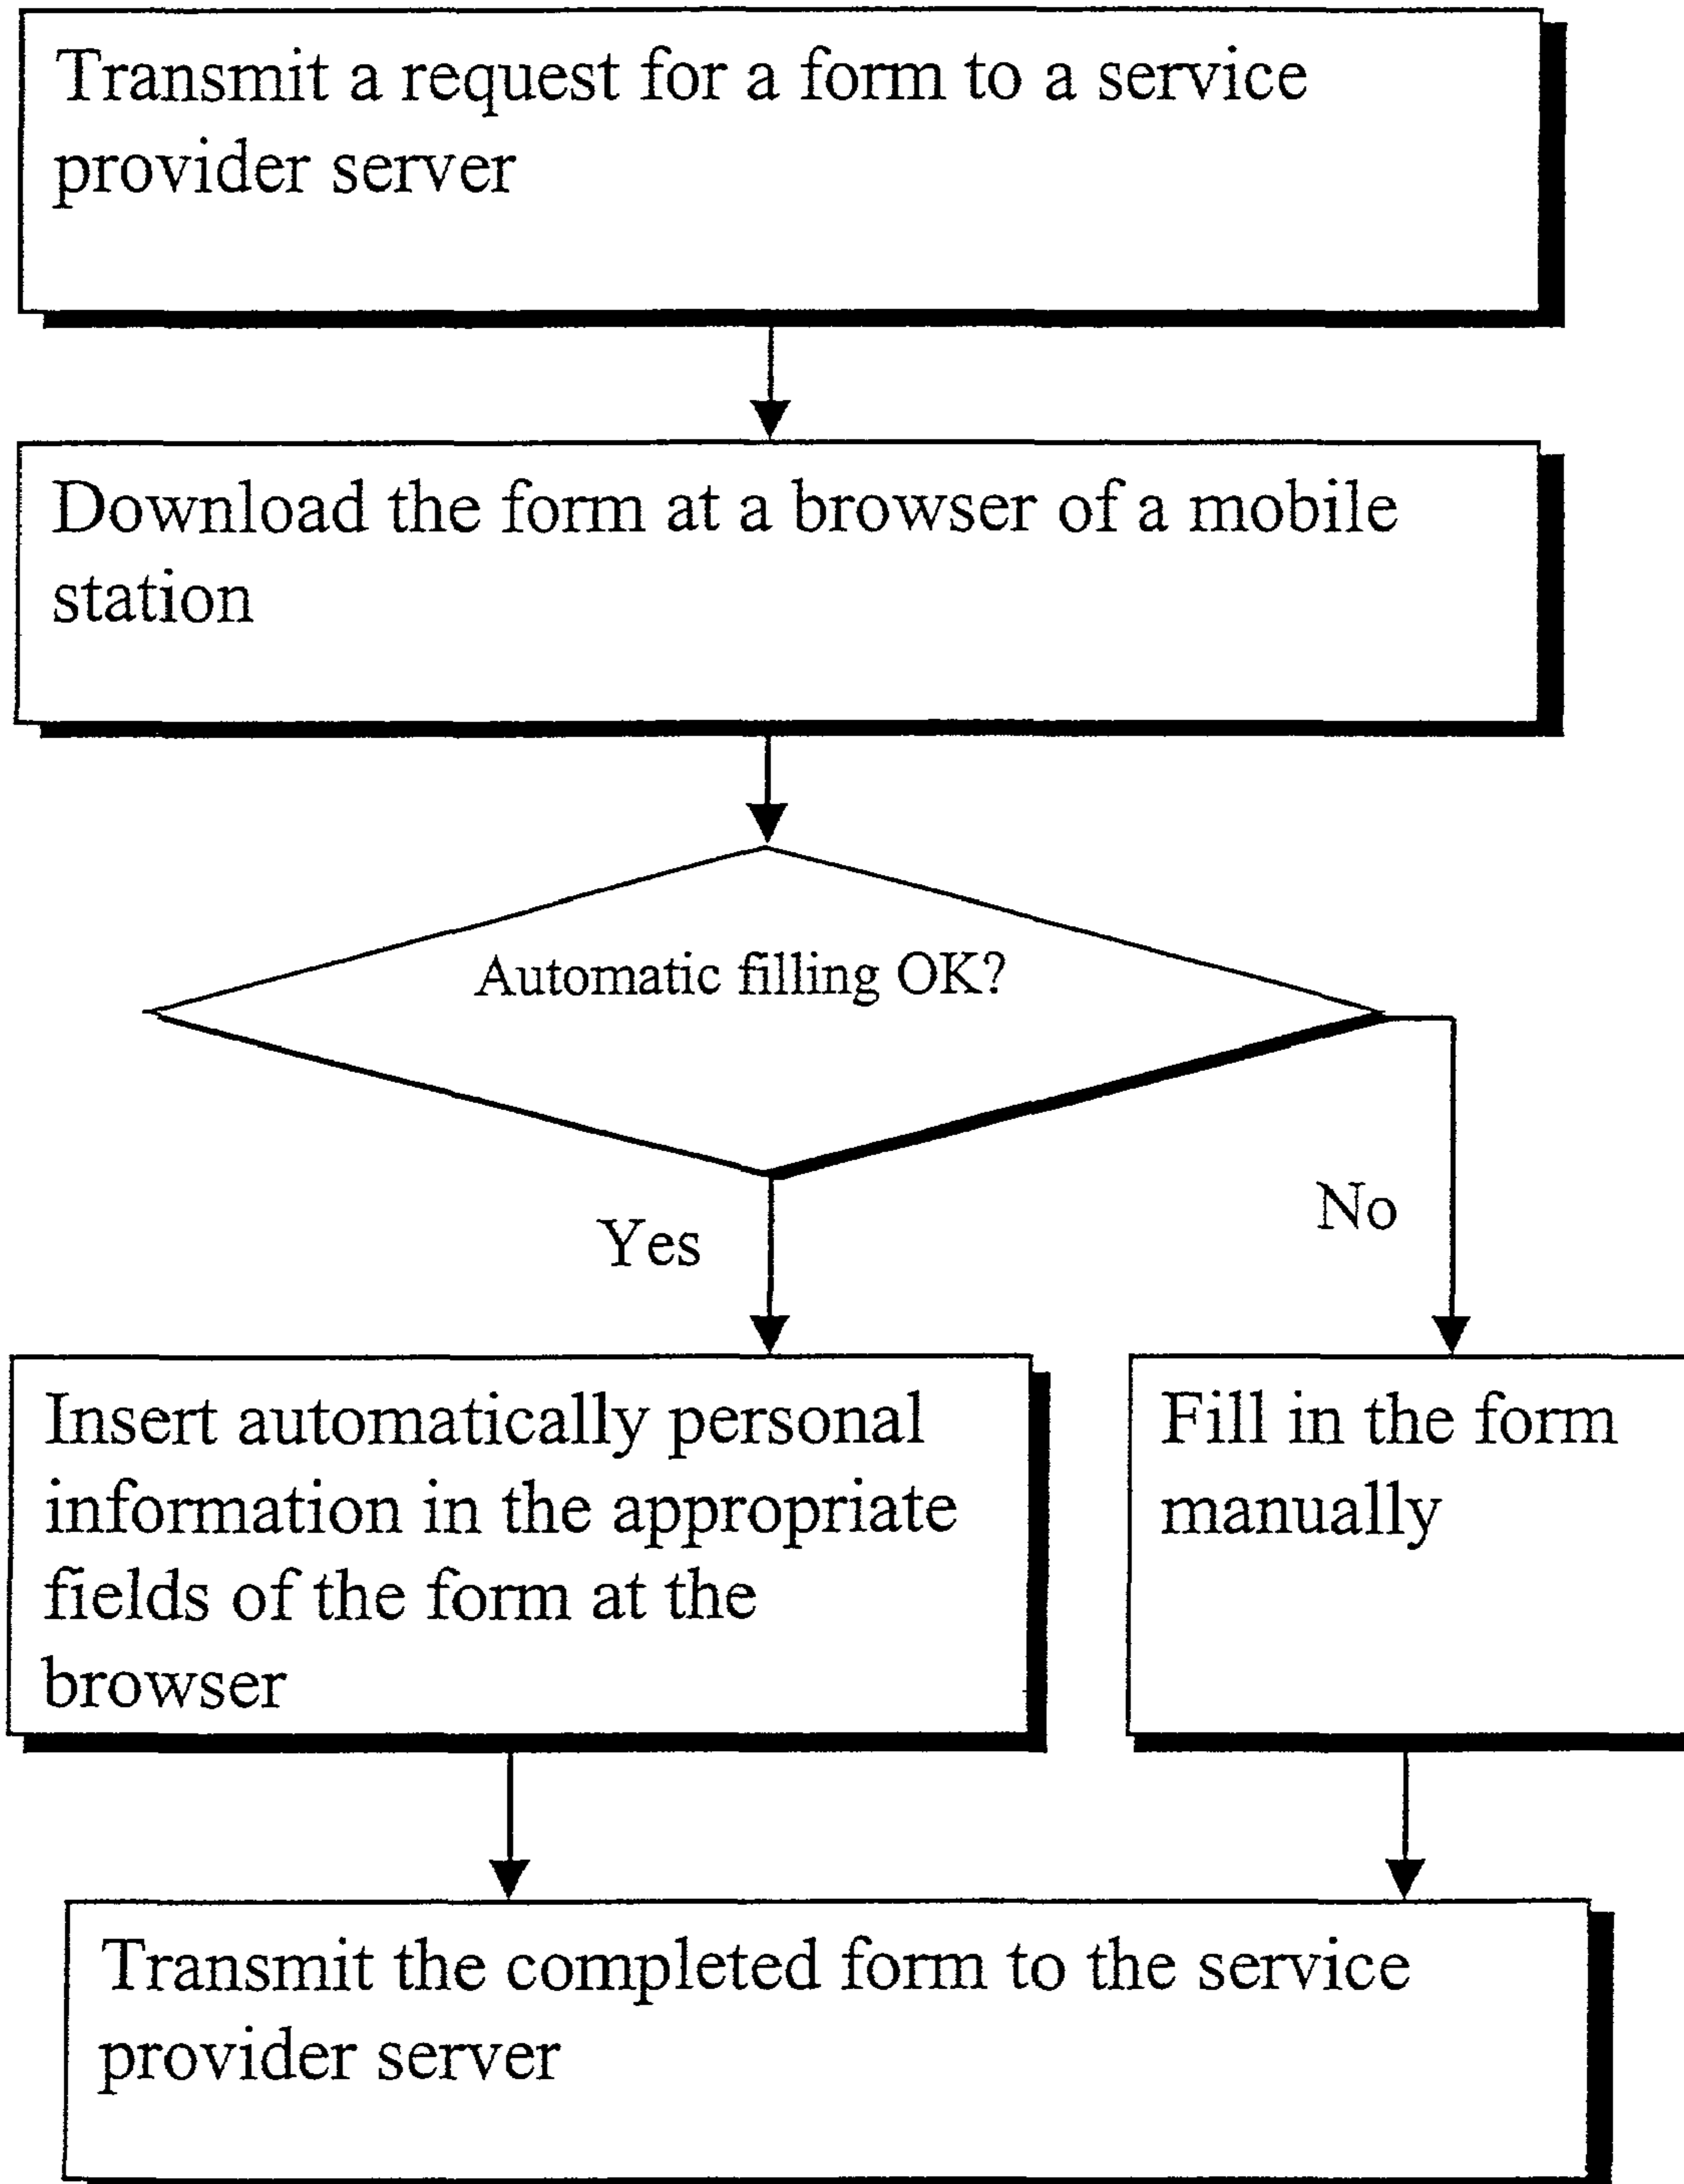 Transmit a request for a form to a service
provider server
Download the form at a browser of a mobile
station
Automatic filling OK?
Yes
No
Insert automatically personal
information in the appropriate
fields of the form at the
browser
Fill in the form
manually
Transmit the completed form to the service
provider server